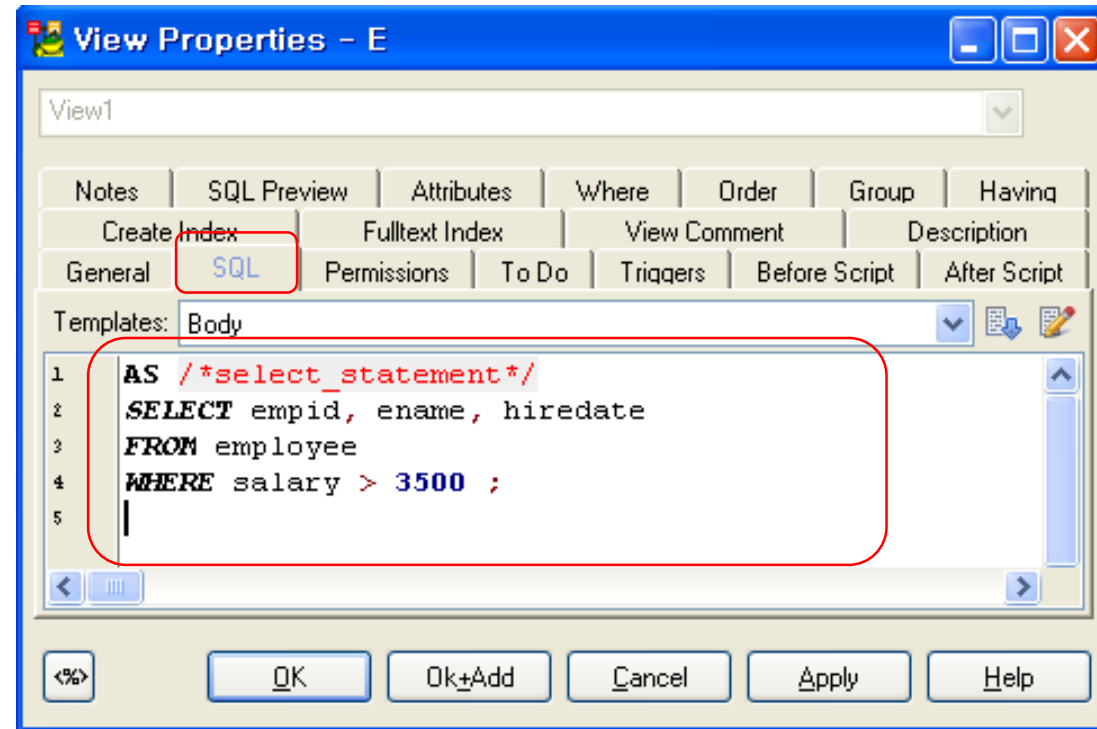 View Properties – E
View1
Notes SQL Preview Attributes Where Order Group Having
Create Index Fulltext Index View Comment Description
General SQL Permissions To Do Triggers Before Script After Script
Templates: Body
1 AS /*select_statement*/
2 SELECT empid, ename, hiredate
3 FROM employee
4 WHERE salary > 3500 ;
5
<%> OK Ok+Add Cancel Apply Help